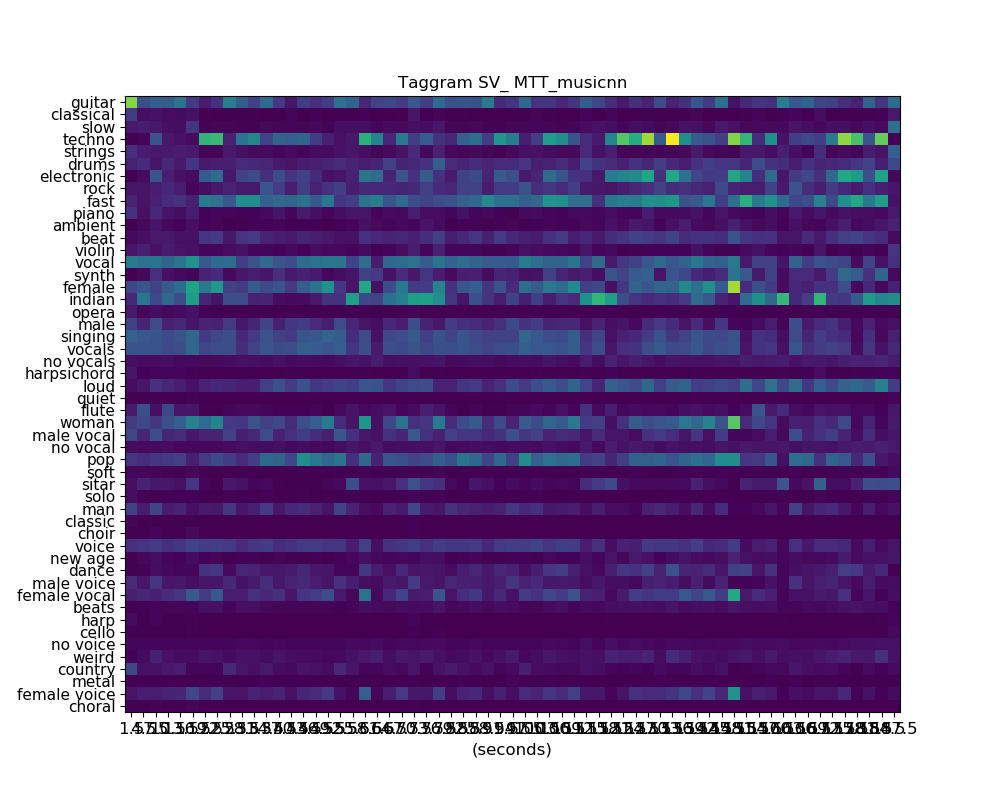 Taggram SV_ MTT_musicnn
guitar
classical
slow
techno
strings
drums
electronic
rock
fast
piano
ambient
beat
violin
vocal
synth
female
indian
opera
male
singing
vocals
no vocals
harpsichord
loud
quiet
flute
woman
male vocal
no vocal
pop
soft
sitar
solo
man
classic
choir
voice
new age
dance
male voice
female vocal
beats
harp
cello
no voice
weird
country
metal
female voice
choral
(seconds)